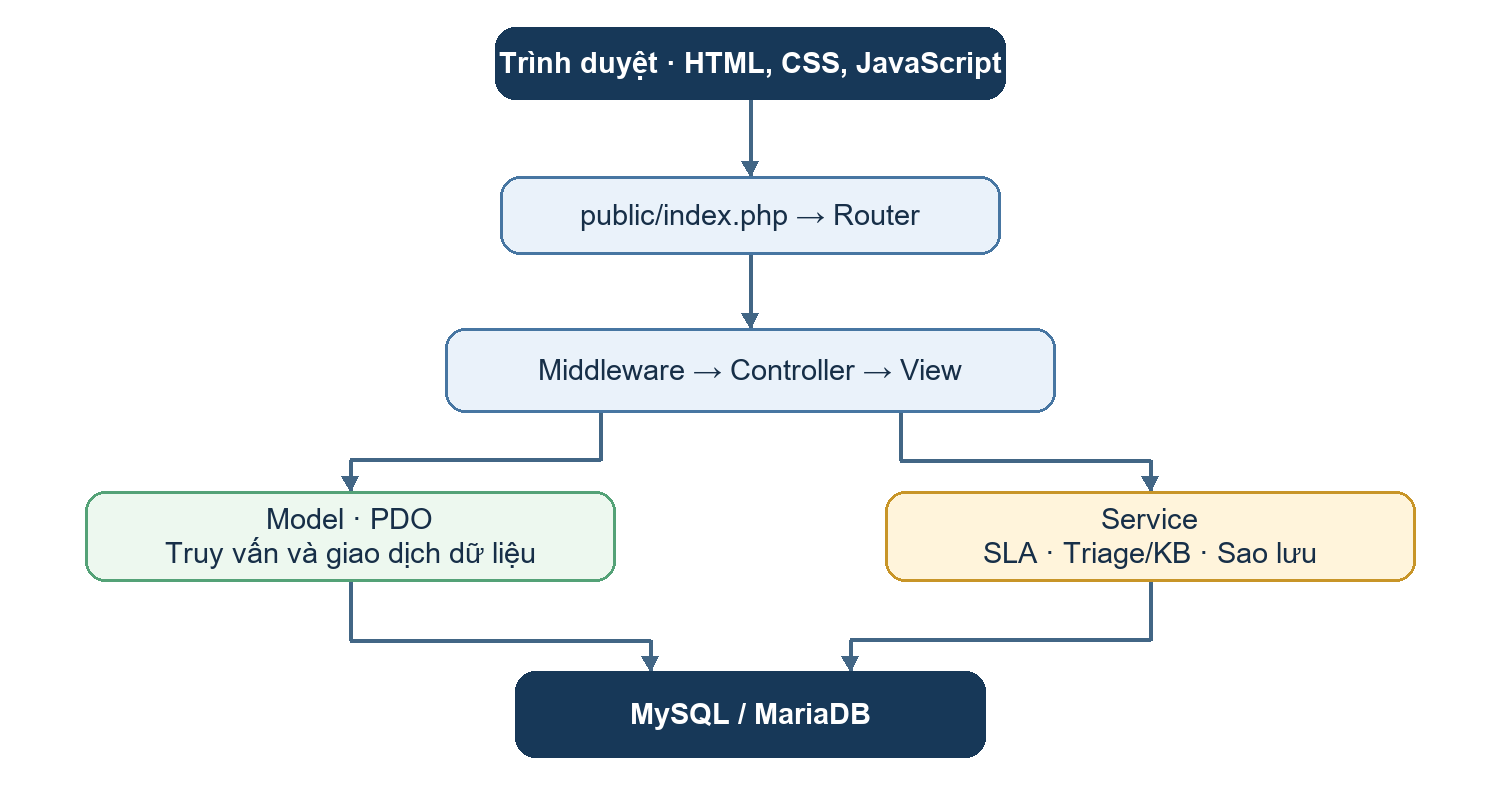 Trình duyệt · HTML, CSS, JavaScript
public/index.php → Router
Middleware → Controller → View
Model · PDO
Truy vấn và giao dịch dữ liệu
Service
SLA · Triage/KB · Sao lưu
MySQL / MariaDB